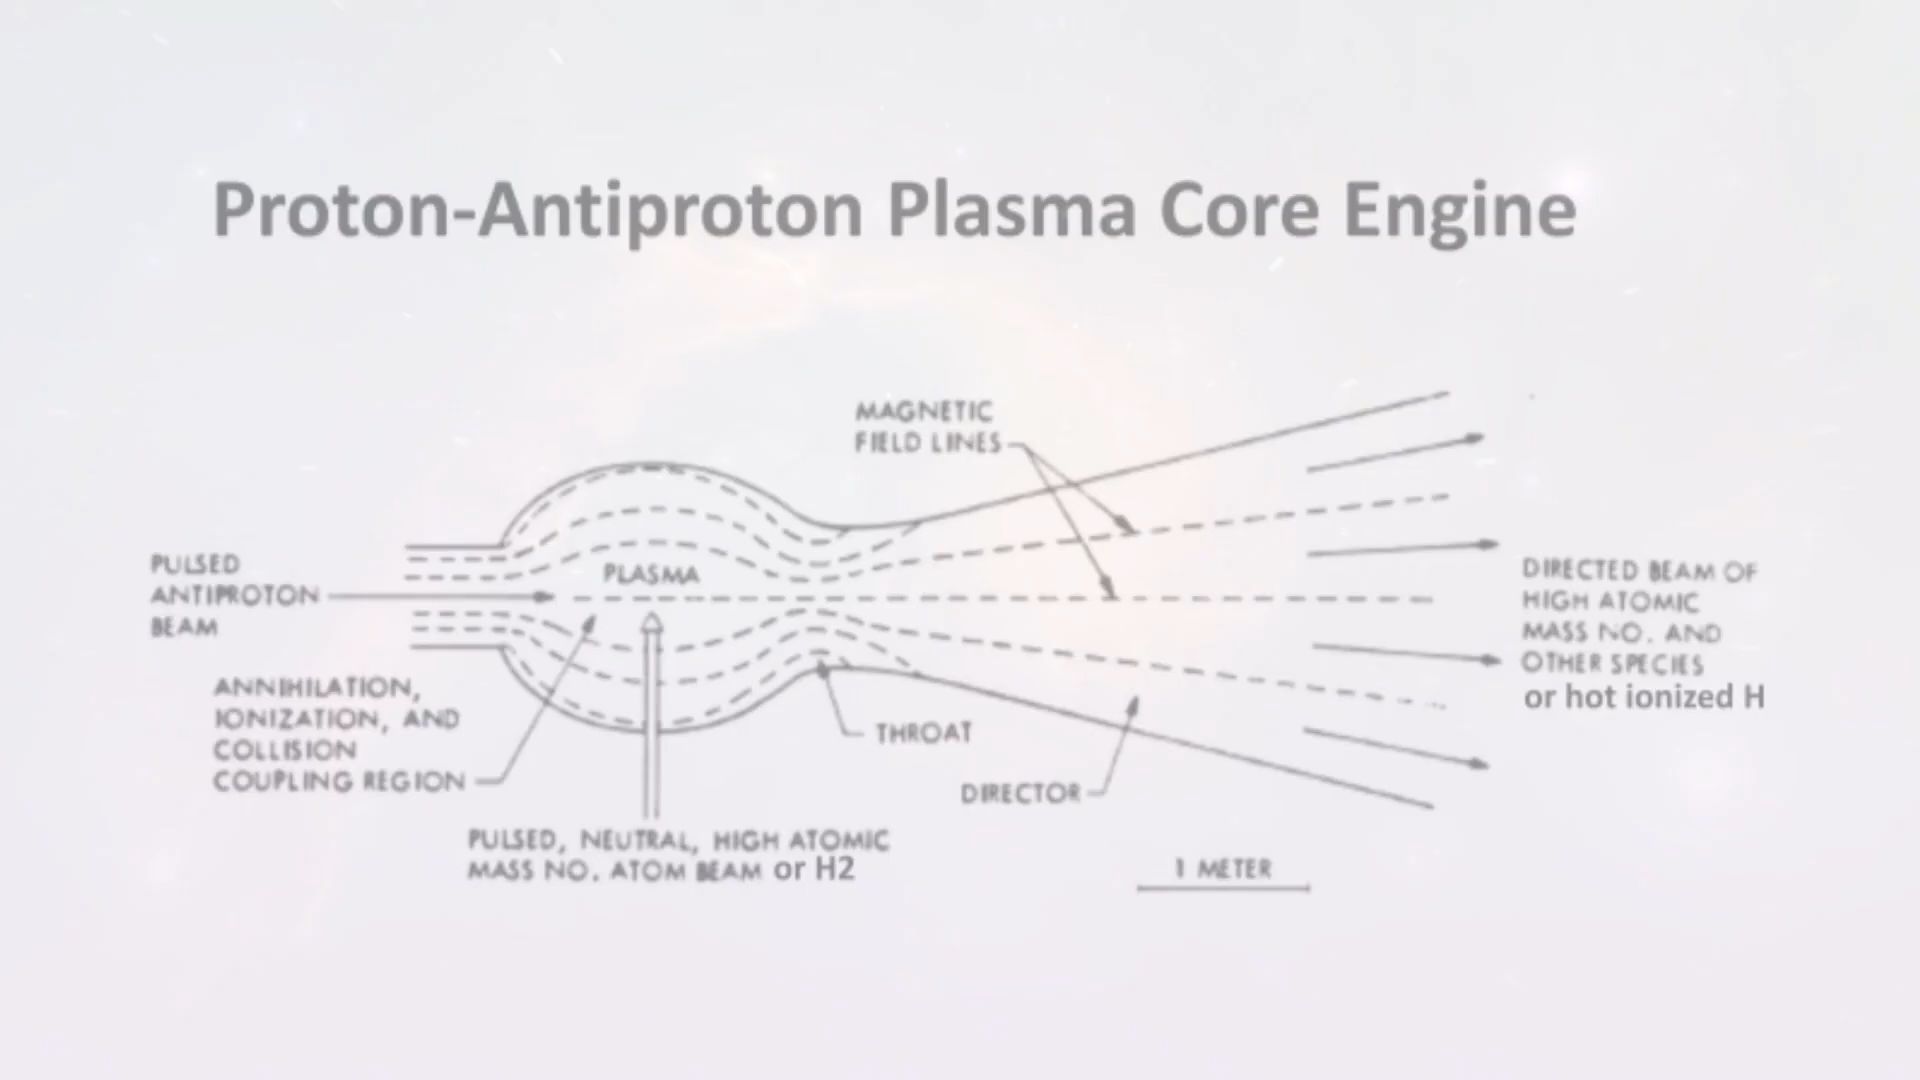 Proton-Antiproton Plasma Core Engine
MAGNETIC
FIELD LINES
PULSED
ANTIPROTON
BEAM
PLASMA
DIRECTED BEAM OF
HIGH ATOMIC
MASS NO. AND
OTHER SPECIES
or hot ionized H
ANNIHILATION,
IONIZATION, AND
COLLISION
COUPLING REGION
THROAT
DIRECTOR
PULSED, NEUTRAL, HIGH ATOMIC
MASS NO. ATOM BEAM or H2
1 METER